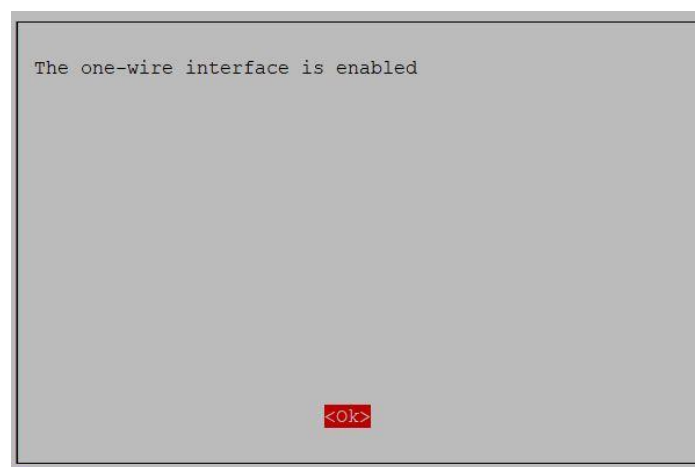 The one-wire interface is enabled
<Ok>